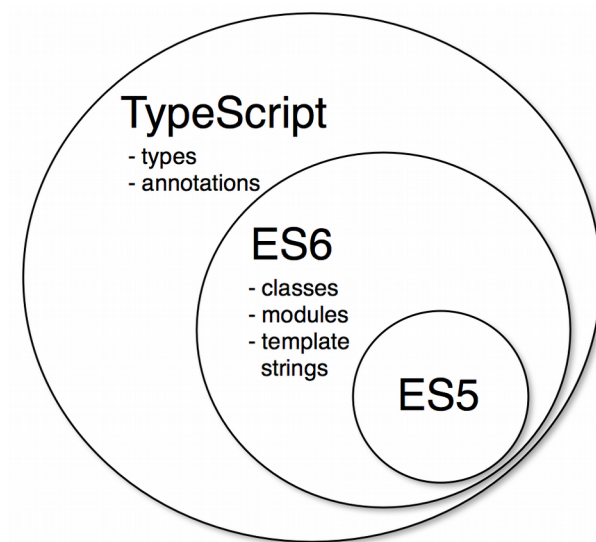 TypeScript
- types
- annotations
ES6
- classes
- modules
- template
strings
ES5